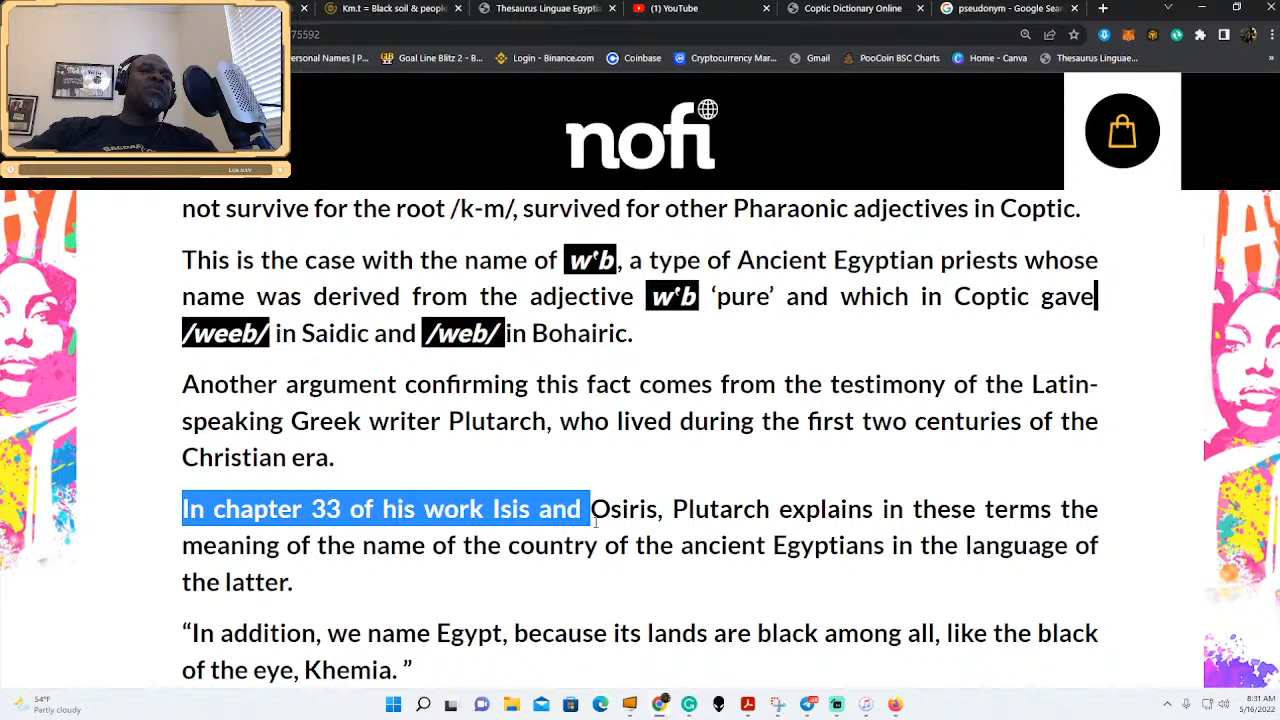 Km.t = Black soil & people
Thesaurus Linguae Egyptia
(1) YouTube
Coptic Dictionary Online
pseudonym - Google Sear
75592
ersonal Names | P...
Goal Line Blitz 2 - B...
Login - Binance.com
Coinbase
Cryptocurrency Mar...
Gmail
PooCoin BSC Charts
Home - Canva
Thesaurus Linguae...
nofi
not survive for the root /k-m/, survived for other Pharaonic adjectives in Coptic.
This is the case with the name of wʿb, a type of Ancient Egyptian priests whose
name was derived from the adjective wʿb ‘pure’ and which in Coptic gave
/weeb/ in Saidic and /web/ in Bohairic.
Another argument confirming this fact comes from the testimony of the Latin-
speaking Greek writer Plutarch, who lived during the first two centuries of the
Christian era.
In chapter 33 of his work Isis and Osiris, Plutarch explains in these terms the
meaning of the name of the country of the ancient Egyptians in the language of
the latter.
“In addition, we name Egypt, because its lands are black among all, like the black
of the eye, Khemia. ”
54°F
Partly cloudy
8:31 AM
5/16/2022